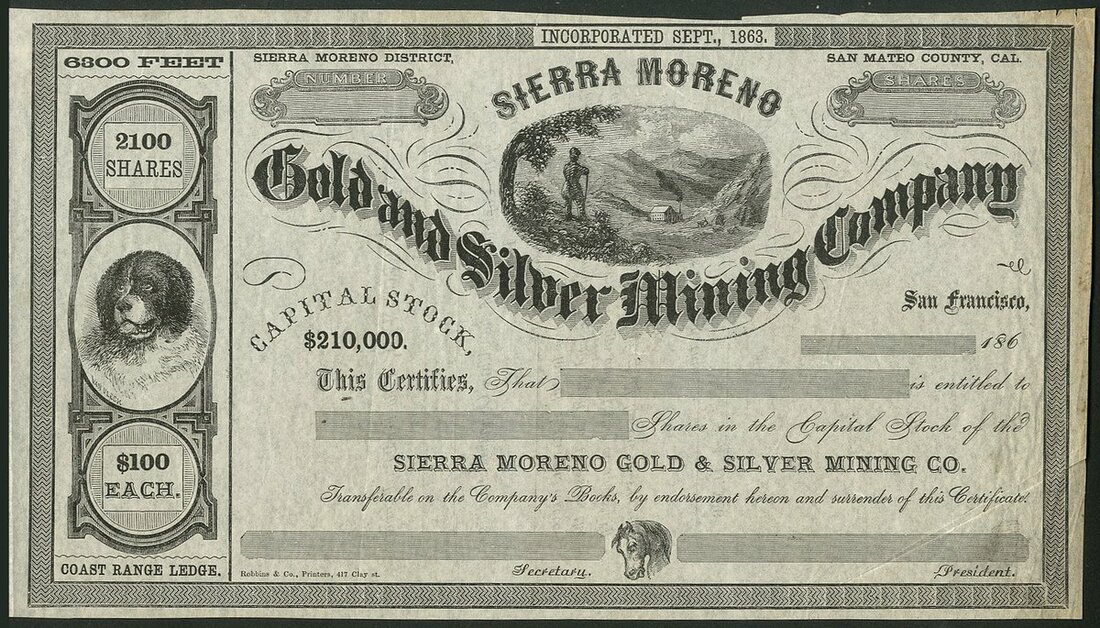 INCORPORATED SEPT., 1863.
6300 FEET
SIERRA MORENO DISTRICT,
SAN MATEO COUNTY, CAL.
NUMBER
SHARES
SIERRA MORENO
Gold and Silver Mining Company
2100
SHARES
CAPITAL STOCK,
$210,000.
San Francisco,
186
This Certifies, That is entitled to
Shares in the Capital Stock of the
SIERRA MORENO GOLD & SILVER MINING CO.
Transferable on the Company's Books, by endorsement hereon and surrender of this Certificate.
$100
EACH.
COAST RANGE LEDGE.
Robbins & Co., Printers, 417 Clay st.
Secretary.
President.